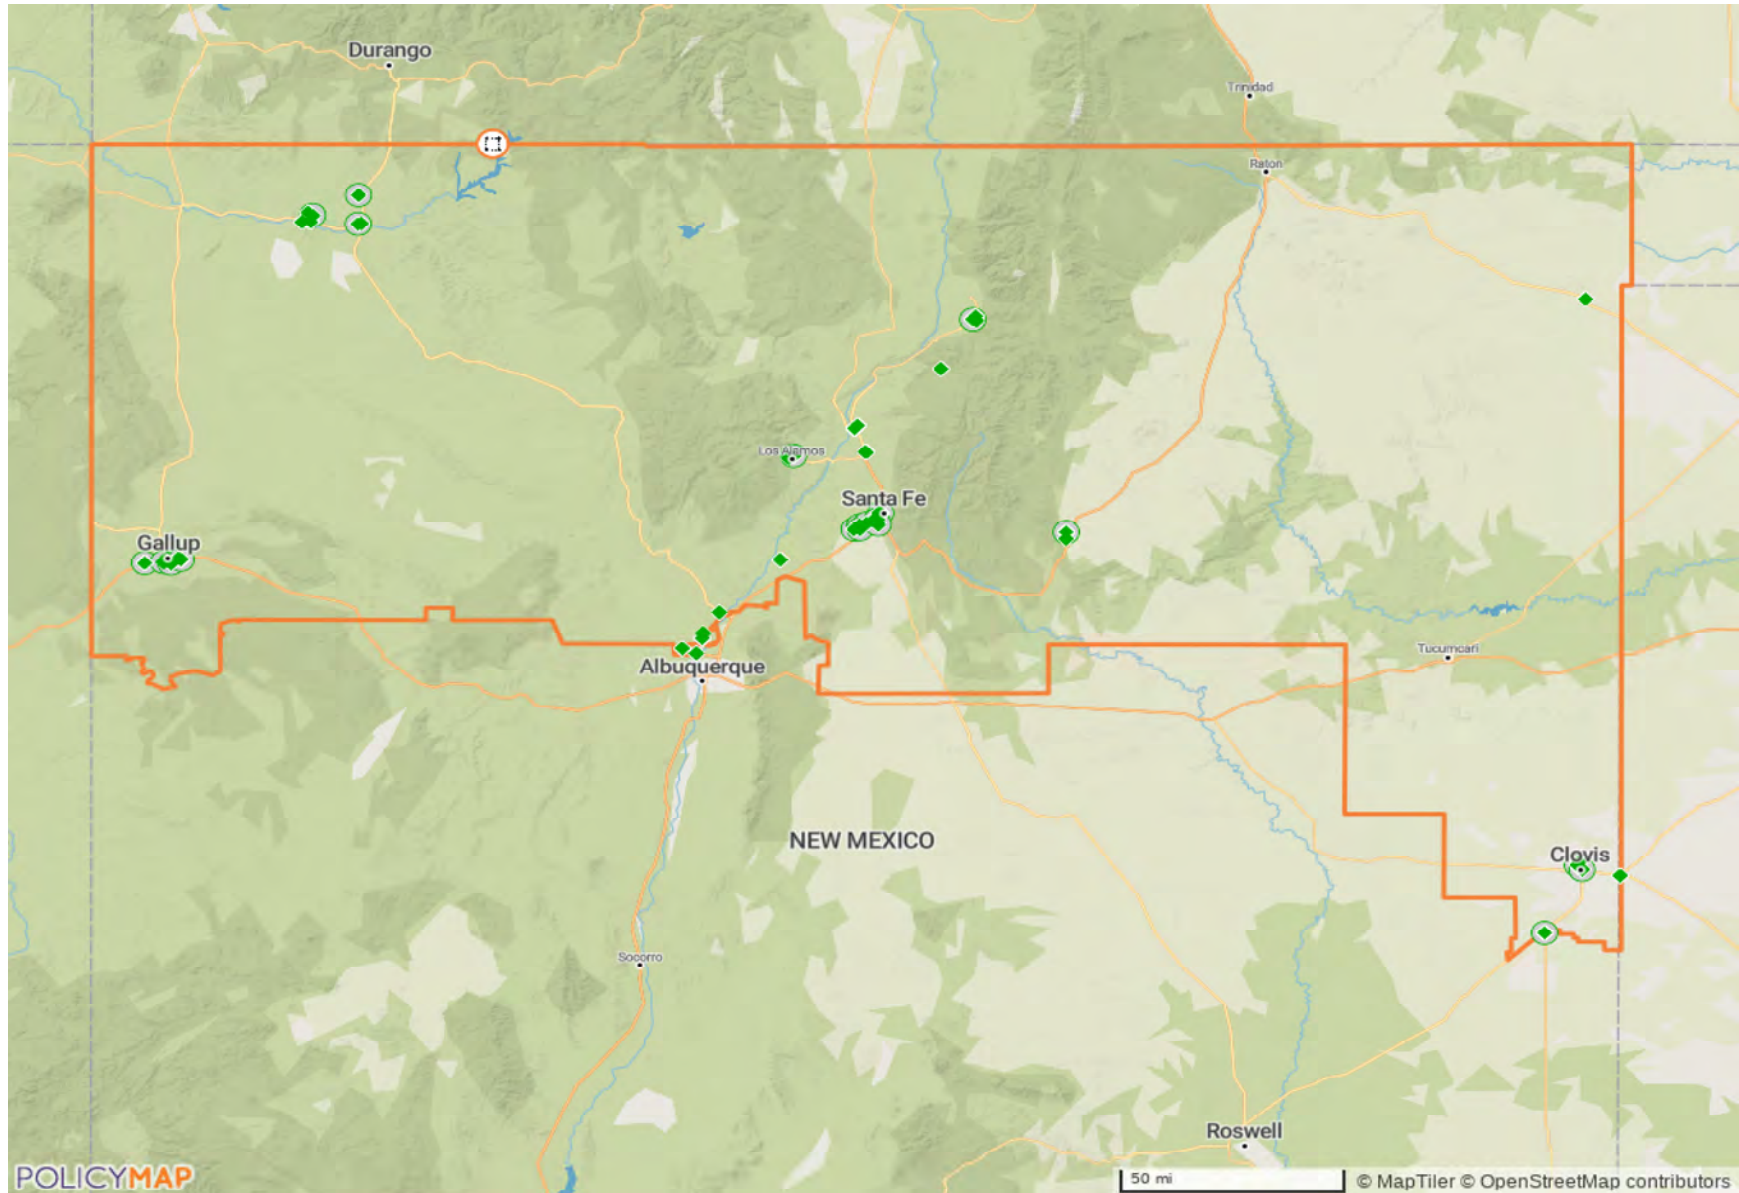 Durango
Trinidad
Raton
Los Alamos
Santa Fe
Gallup
Tucumcari
Albuquerque
NEW MEXICO
Clovis
Socorro
Roswell
POLICYMAP
50 mi
© MapTiler © OpenStreetMap contributors